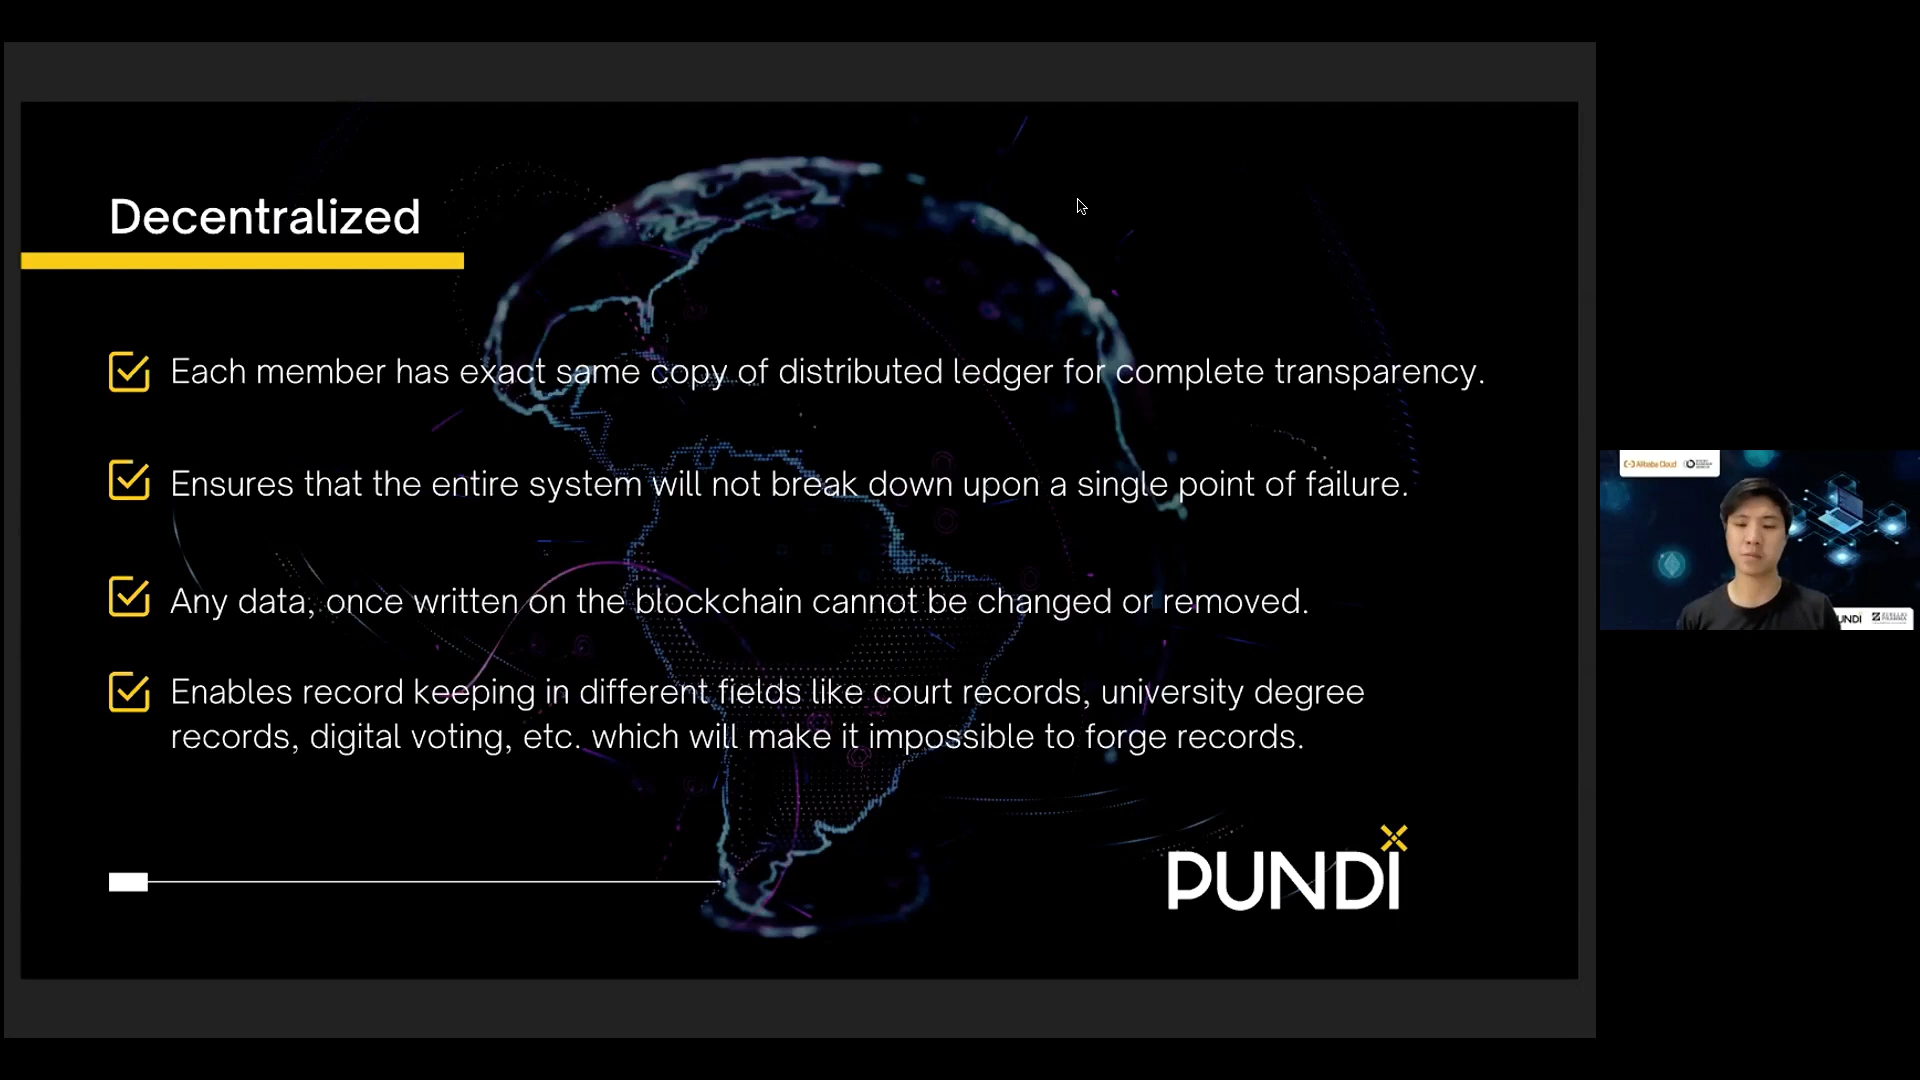 Decentralized
Each member has exact same copy of distributed ledger for complete transparency.
Ensures that the entire system will not break down upon a single point of failure.
Any data, once written on the blockchain cannot be changed or removed.
Enables record keeping in different fields like court records, university degree
records, digital voting, etc. which will make it impossible to forge records.
PUNDI
Alibaba Cloud
UNDI